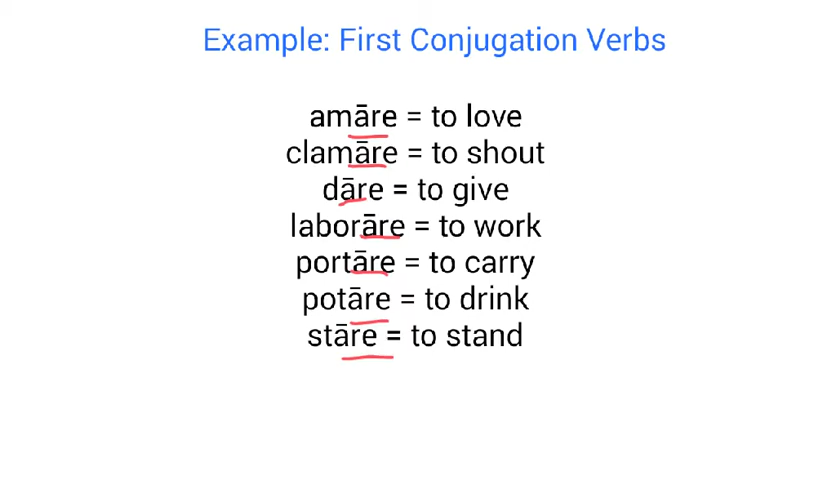 Example: First Conjugation Verbs
amāre = to love
clamāre = to shout
dāre = to give
laborāre = to work
portāre = to carry
potāre = to drink
stāre = to stand